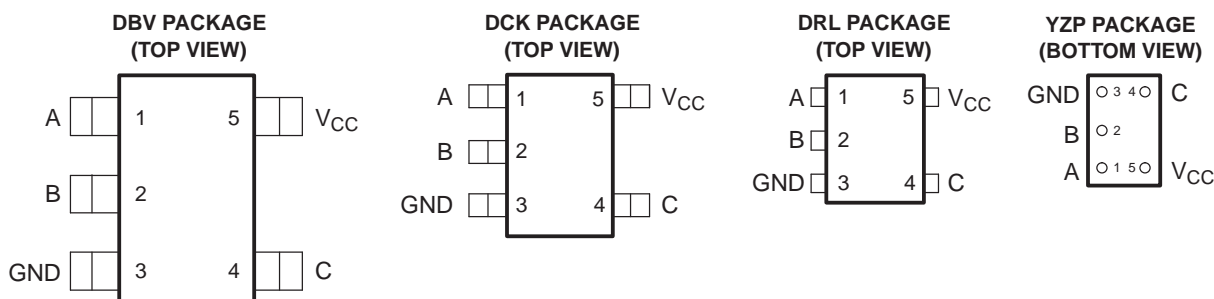 DBV PACKAGE
(TOP VIEW)
A 1 5 VCC
B 2
GND 3 4 C
DCK PACKAGE
(TOP VIEW)
A 1 5 VCC
B 2
GND 3 4 C
DRL PACKAGE
(TOP VIEW)
A 1 5 VCC
B 2
GND 3 4 C
YZP PACKAGE
(BOTTOM VIEW)
GND 3 4 C
B 2
A 1 5 VCC